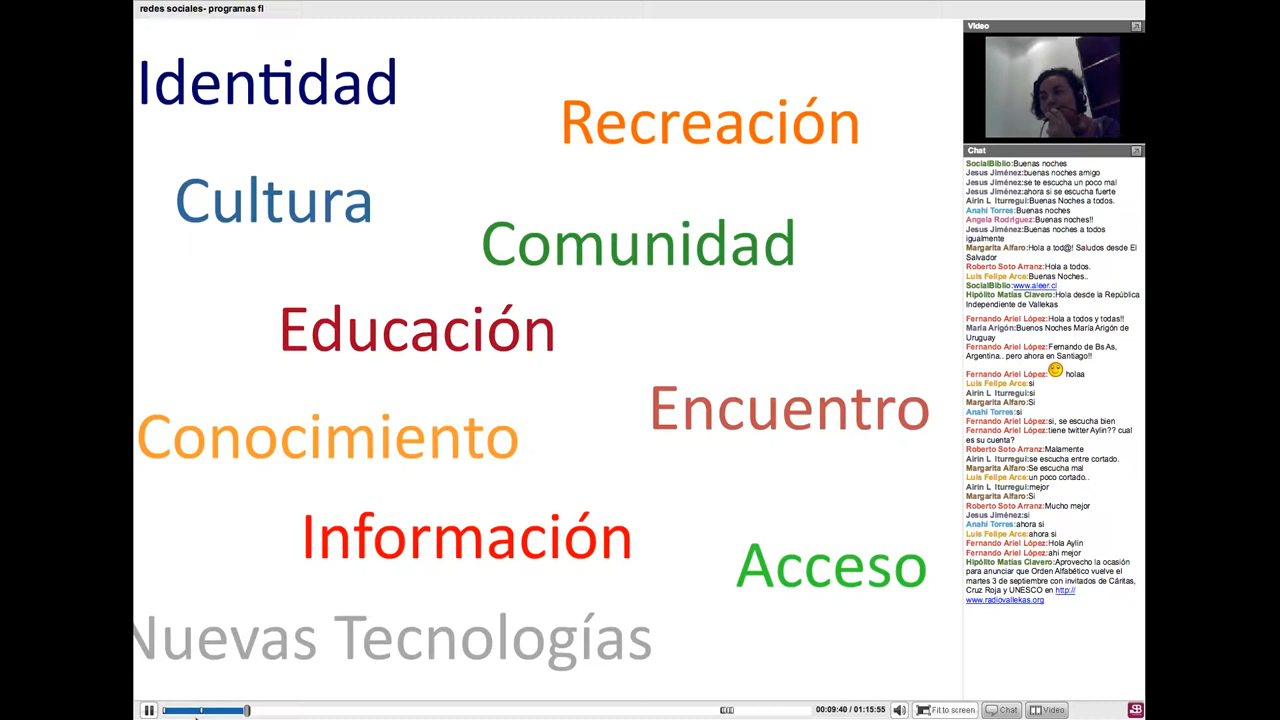 redes sociales- programas fl
Identidad
Recreación
Cultura
Comunidad
Educación
Encuentro
Conocimiento
Información
Acceso
Nuevas Tecnologías
Video
Chat
SocialBiblio:Buenas noches
Jesus Jiménez:buenas noches amigo
Jesus Jiménez:se te escucha un poco mal
Jesus Jiménez:ahora si se escucha fuerte
Airin L Iturregui:Buenas Noches a todos.
Anahí Torres:Buenas noches
Angela Rodriguez:Buenas noches!!
Jesus Jiménez:Buenas noches a todos
igualmente
Margarita Alfaro:Hola a tod@! Saludos desde El
Salvador
Roberto Soto Arranz:Hola a todos.
Luis Felipe Arce:Buenas Noches..
SocialBiblio:www.aleer.cl
Hipólito Matias Clavero:Hola desde la República
Independiente de Vallekas
Fernando Ariel López:Hola a todos y todas!!
María Arigón:Buenos Noches María Arigón de
Uruguay
Fernando Ariel López:Fernando de Bs As,
Argentina.. pero ahora en Santiago!!
Fernando Ariel López: holaa
Luis Felipe Arce:si
Airin L Iturregui:si
Margarita Alfaro:Si
Anahí Torres:si
Fernando Ariel López:si, se escucha bien
Fernando Ariel López:tiene twitter Aylin?? cual
es su cuenta?
Roberto Soto Arranz:Malamente
Airin L Iturregui:se escucha entre cortado.
Margarita Alfaro:Se escucha mal
Luis Felipe Arce:un poco cortado..
Airin L Iturregui:mejor
Margarita Alfaro:Si
Roberto Soto Arranz:Mucho mejor
Jesus Jiménez:si
Anahí Torres:ahora si
Luis Felipe Arce:ahora si
Fernando Ariel López:Hola Aylin
Fernando Ariel López:ahi mejor
Hipólito Matias Clavero:Aprovecho la ocasión
para anunciar que Orden Alfabético vuelve el
martes 3 de septiembre con invitados de Cáritas,
Cruz Roja y UNESCO en http://
www.radiovallekas.org
00:09:40 / 01:15:55
Fit to screen
Chat
Video
SB